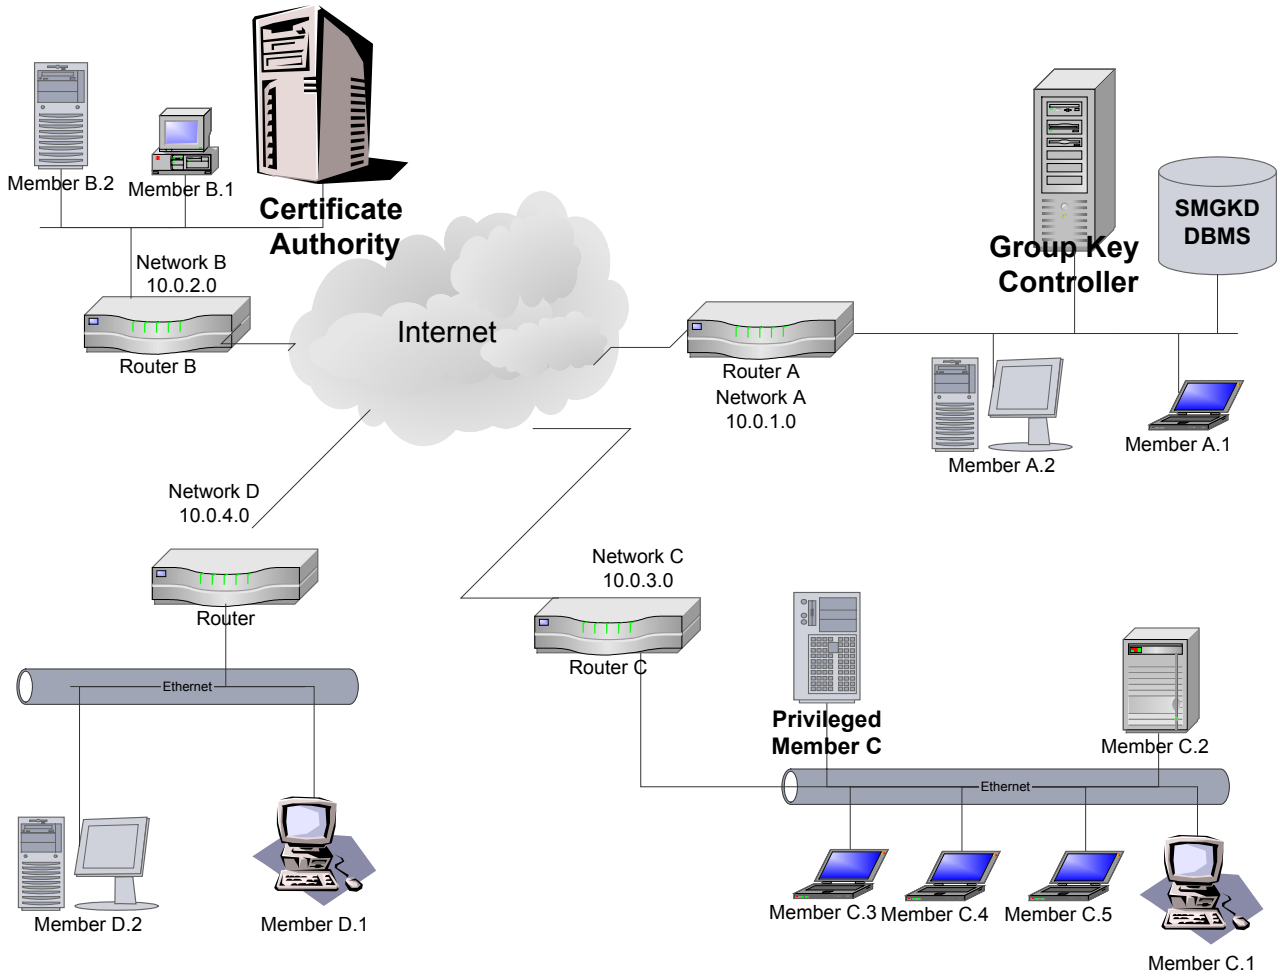 Member B.2
Member B.1
Certificate
Authority
Network B
10.0.2.0
Router B
Internet
Group Key
Controller
SMGKD
DBMS
Router A
Network A
10.0.1.0
Member A.2
Member A.1
Network D
10.0.4.0
Router
Ethernet
Member D.2
Member D.1
Network C
10.0.3.0
Router C
Privileged
Member C
Member C.2
Ethernet
Member C.3
Member C.4
Member C.5
Member C.1